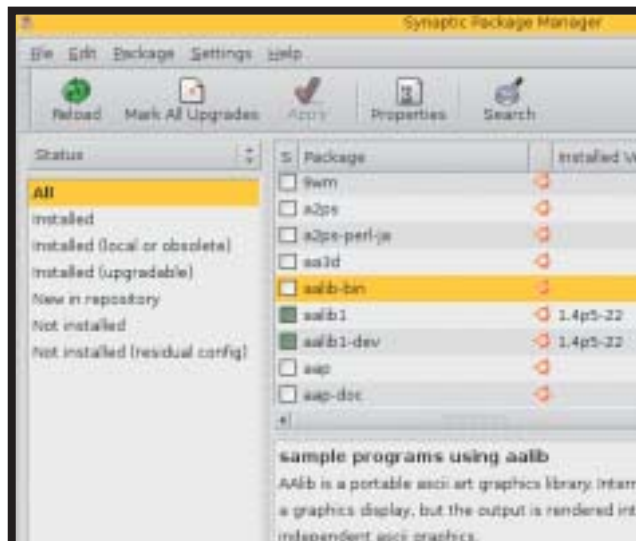 Synaptic Package Manager
File Edit Package Settings Help
Reload Mark All Upgrades Apply Properties Search
Status
S Package Installed Ve
All
Installed
Installed (local or obsolete)
Installed (upgradable)
New in repository
Not installed
Not installed (residual config)
9wm
a2ps
a2ps-perl-ja
aa3d
aalib-bin
aalib1 1.4p5-22
aalib1-dev 1.4p5-22
aap
aap-doc
sample programs using aalib
AAlib is a portable ascii art graphics library. Intern
a graphics display, but the output is rendered int
independent ascii graphics.